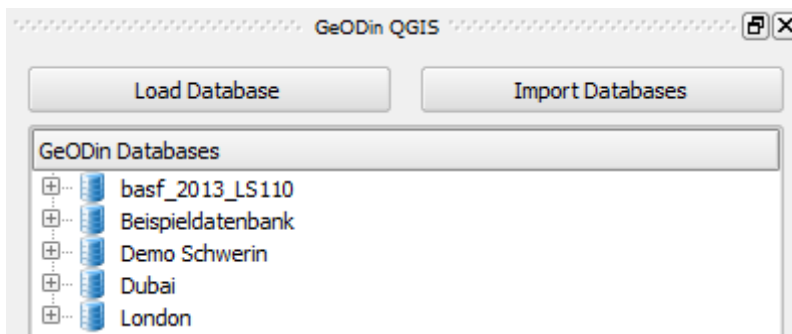 GeODin QGIS
Load Database Import Databases
GeODin Databases
basf_2013_LS110
Beispieldatenbank
Demo Schwerin
Dubai
London